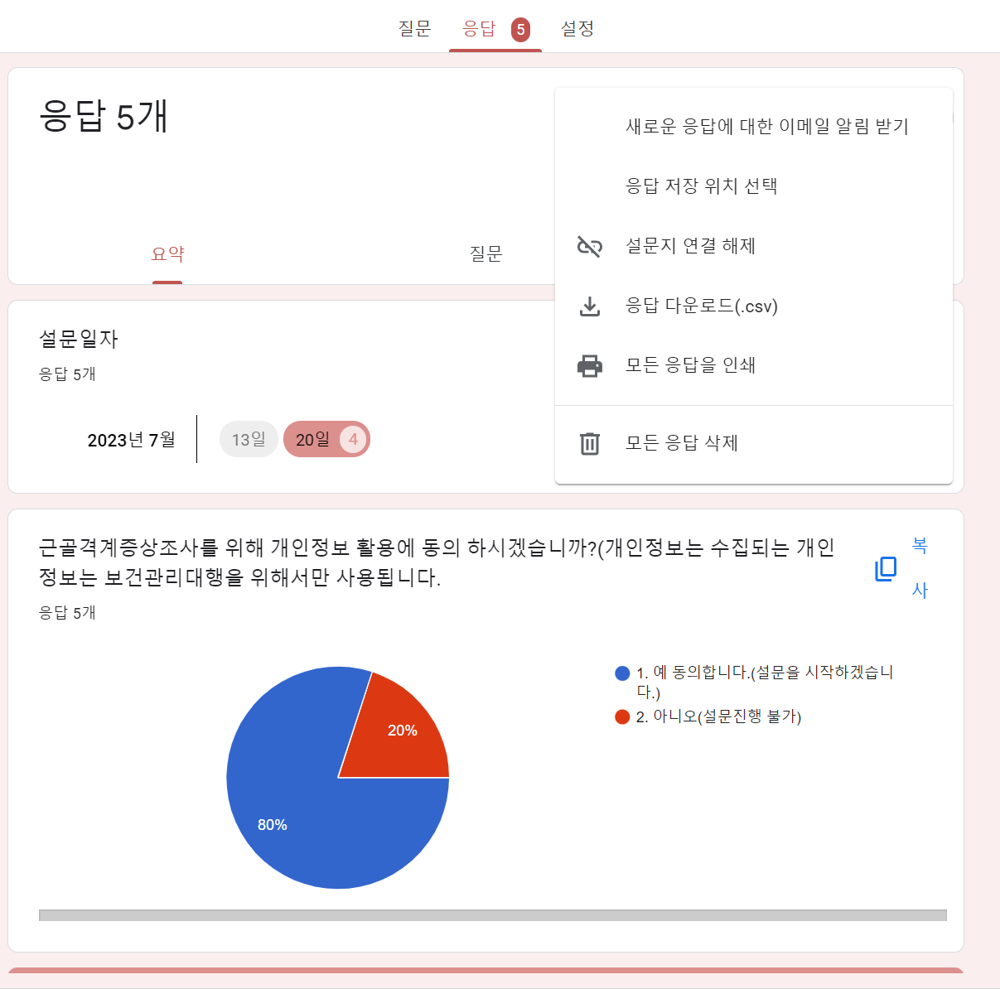 질문
응답 5
설정
응답 5개
요약
질문
새로운 응답에 대한 이메일 알림 받기
응답 저장 위치 선택
설문지 연결 해제
응답 다운로드(.csv)
모든 응답을 인쇄
모든 응답 삭제
설문일자
응답 5개
2023년 7월
13일
20일 4
근골격계증상조사를 위해 개인정보 활용에 동의 하시겠습니까?(개인정보는 수집되는 개인
정보는 보건관리대행을 위해서만 사용됩니다.
응답 5개
복
사
1. 예 동의합니다.(설문을 시작하겠습니
다.)
2. 아니오(설문진행 불가)
20%
80%